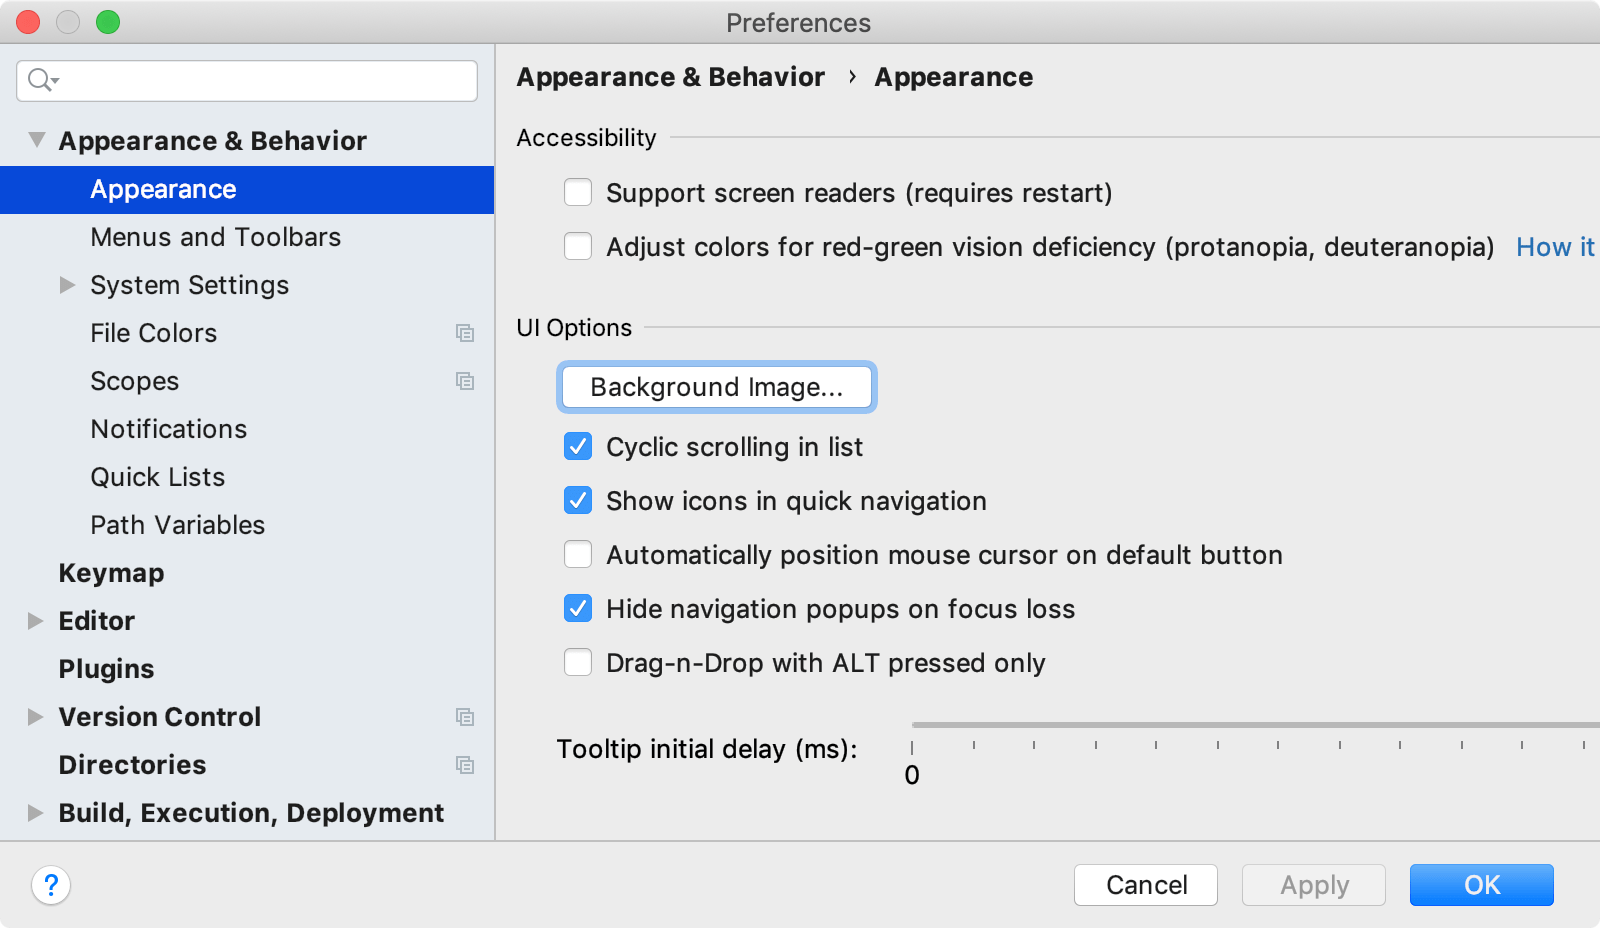 Preferences
Appearance & Behavior
Appearance
Menus and Toolbars
System Settings
File Colors
Scopes
Notifications
Quick Lists
Path Variables
Keymap
Editor
Plugins
Version Control
Directories
Build, Execution, Deployment
Appearance & Behavior › Appearance
Accessibility
Support screen readers (requires restart)
Adjust colors for red-green vision deficiency (protanopia, deuteranopia) How it
UI Options
Background Image...
Cyclic scrolling in list
Show icons in quick navigation
Automatically position mouse cursor on default button
Hide navigation popups on focus loss
Drag-n-Drop with ALT pressed only
Tooltip initial delay (ms):
0
?
Cancel Apply OK